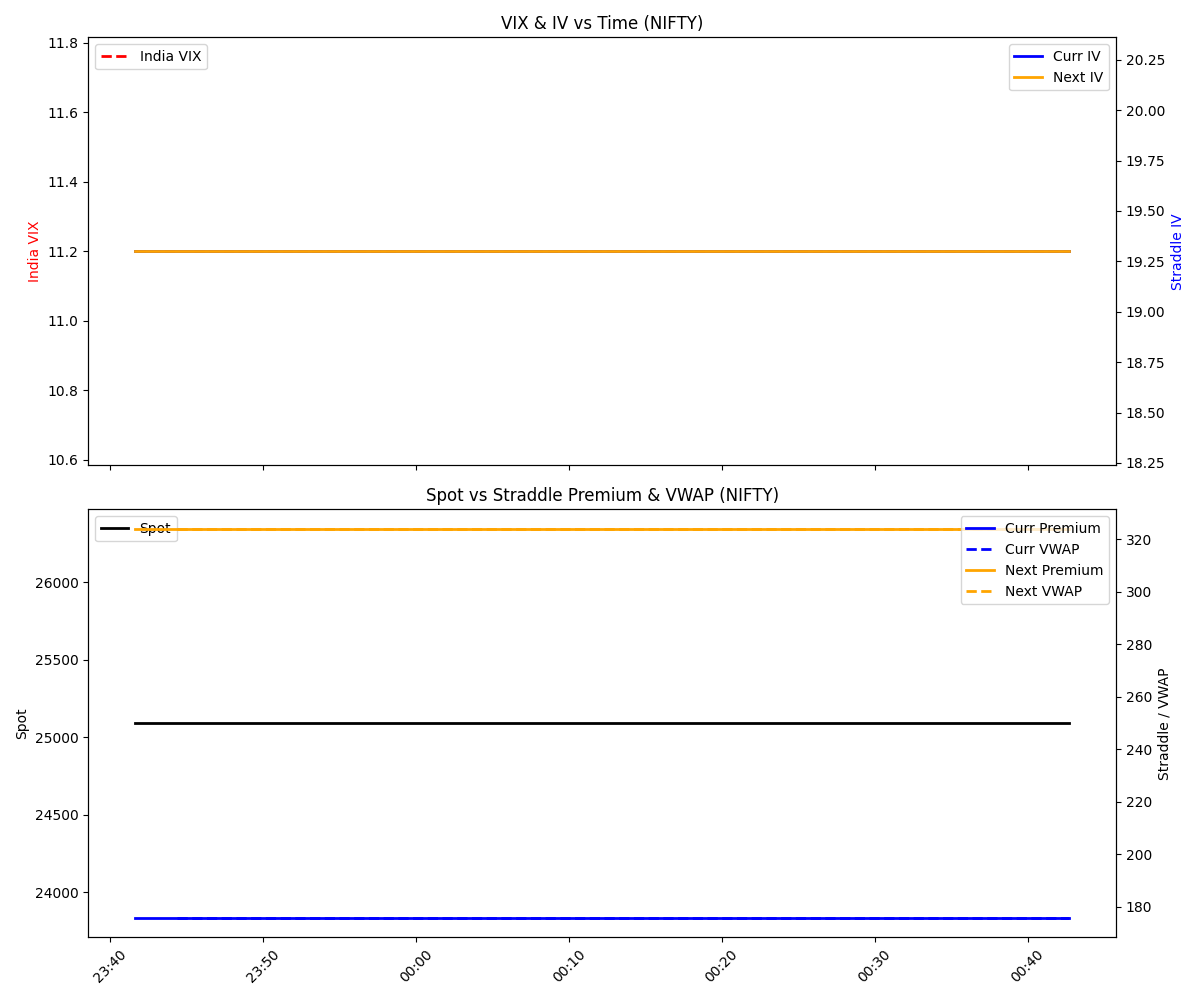 VIX & IV vs Time (NIFTY)
India VIX
Curr IV
Next IV
11.8
11.6
11.4
11.2
11.0
10.8
10.6
India VIX
20.25
20.00
19.75
19.50
19.25
19.00
18.75
18.50
18.25
Straddle IV
Spot vs Straddle Premium & VWAP (NIFTY)
Spot
Curr Premium
Curr VWAP
Next Premium
Next VWAP
26000
25500
25000
24500
24000
Spot
320
300
280
260
240
220
200
180
Straddle / VWAP
23:40
23:50
00:00
00:10
00:20
00:30
00:40